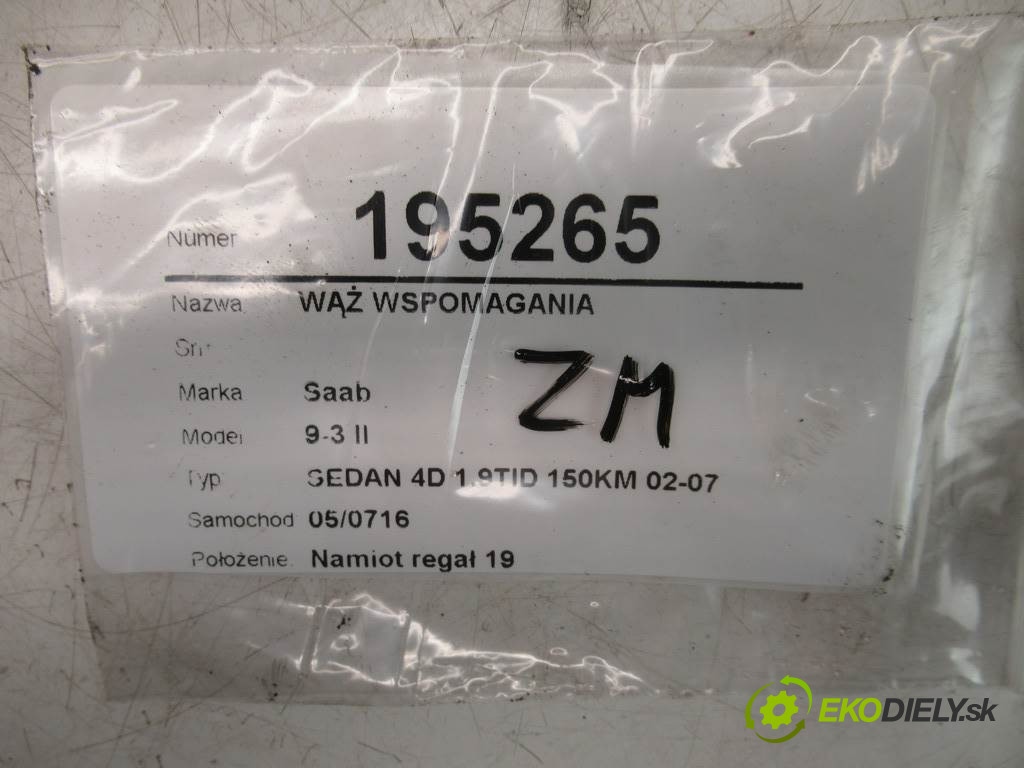 Numer 195265
Nazwa WĄŻ WSPOMAGANIA
Marka Saab
ZM
Model 9-3 II
Typ SEDAN 4D 1.9TID 150KM 02-07
Samochod 05/0716
Położenie Namiot regał 19
EKODIELY.sk